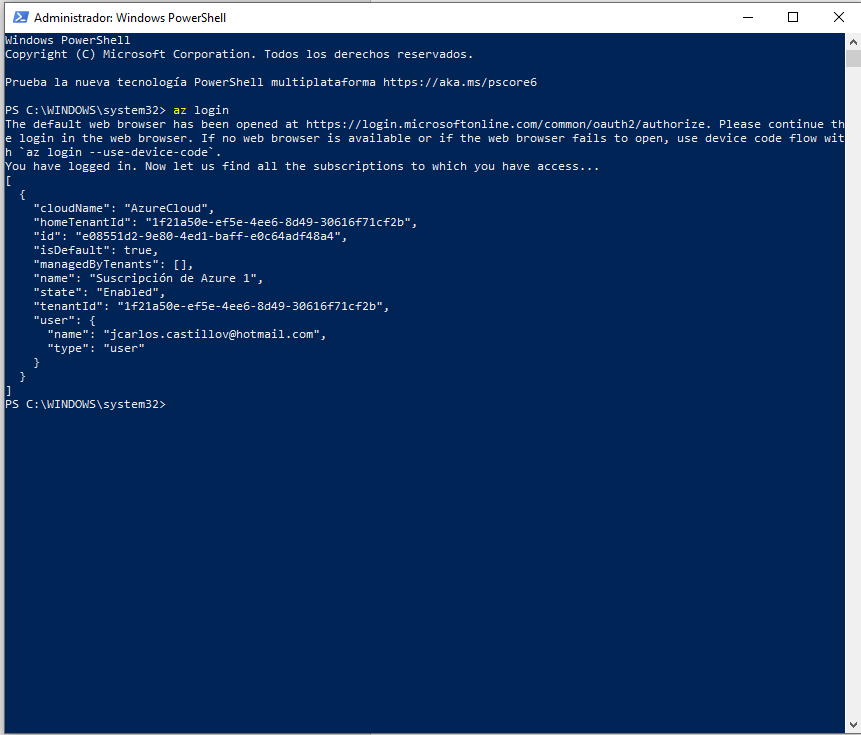 Administrador: Windows PowerShell
Windows PowerShell
Copyright (C) Microsoft Corporation. Todos los derechos reservados.
Prueba la nueva tecnología PowerShell multiplataforma https://aka.ms/pscore6
PS C:\WINDOWS\system32> az login
The default web browser has been opened at https://login.microsoftonline.com/common/oauth2/authorize. Please continue th
e login in the web browser. If no web browser is available or if the web browser fails to open, use device code flow wit
h `az login --use-device-code`.
You have logged in. Now let us find all the subscriptions to which you have access...
[
  {
    "cloudName": "AzureCloud",
    "homeTenantId": "1f21a50e-ef5e-4ee6-8d49-30616f71cf2b",
    "id": "e08551d2-9e80-4ed1-baff-e0c64adf48a4",
    "isDefault": true,
    "managedByTenants": [],
    "name": "Suscripción de Azure 1",
    "state": "Enabled",
    "tenantId": "1f21a50e-ef5e-4ee6-8d49-30616f71cf2b",
    "user": {
      "name": "jcarlos.castillov@hotmail.com",
      "type": "user"
    }
  }
]
PS C:\WINDOWS\system32>